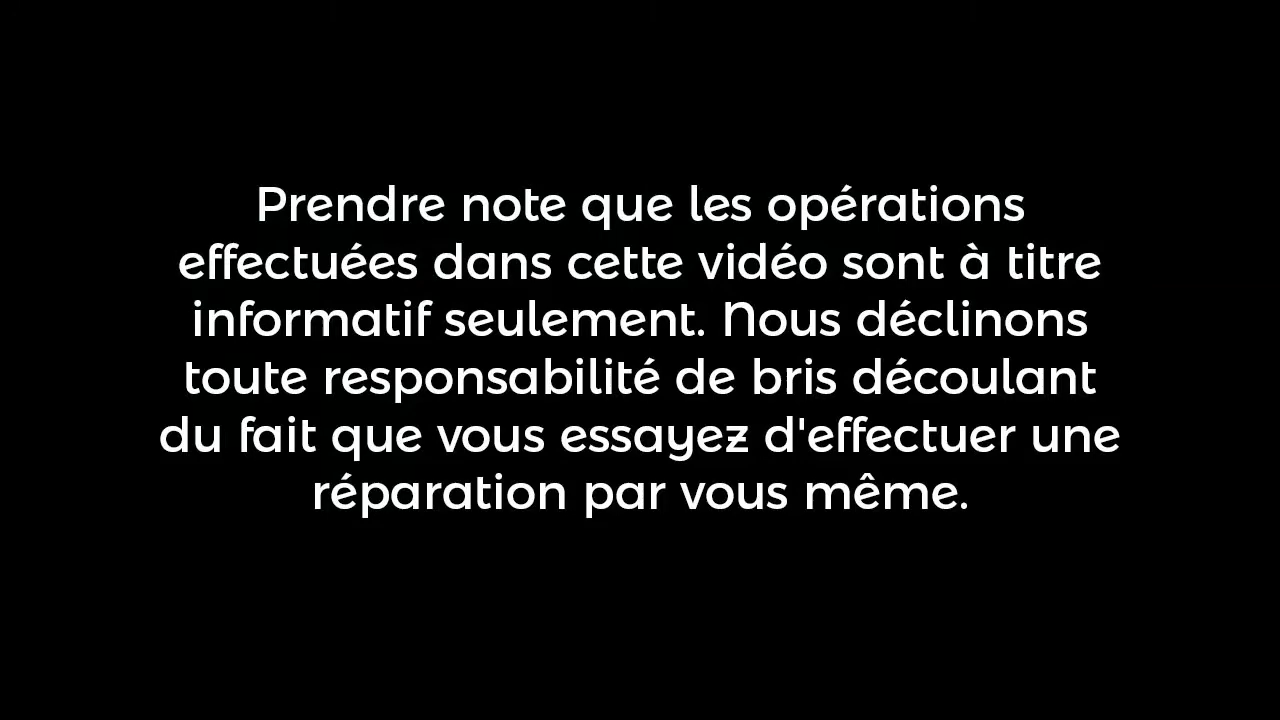 Prendre note que les opérations
effectuées dans cette vidéo sont à titre
informatif seulement. Nous déclinons
toute responsabilité de bris découlant
du fait que vous essayez d'effectuer une
réparation par vous même.